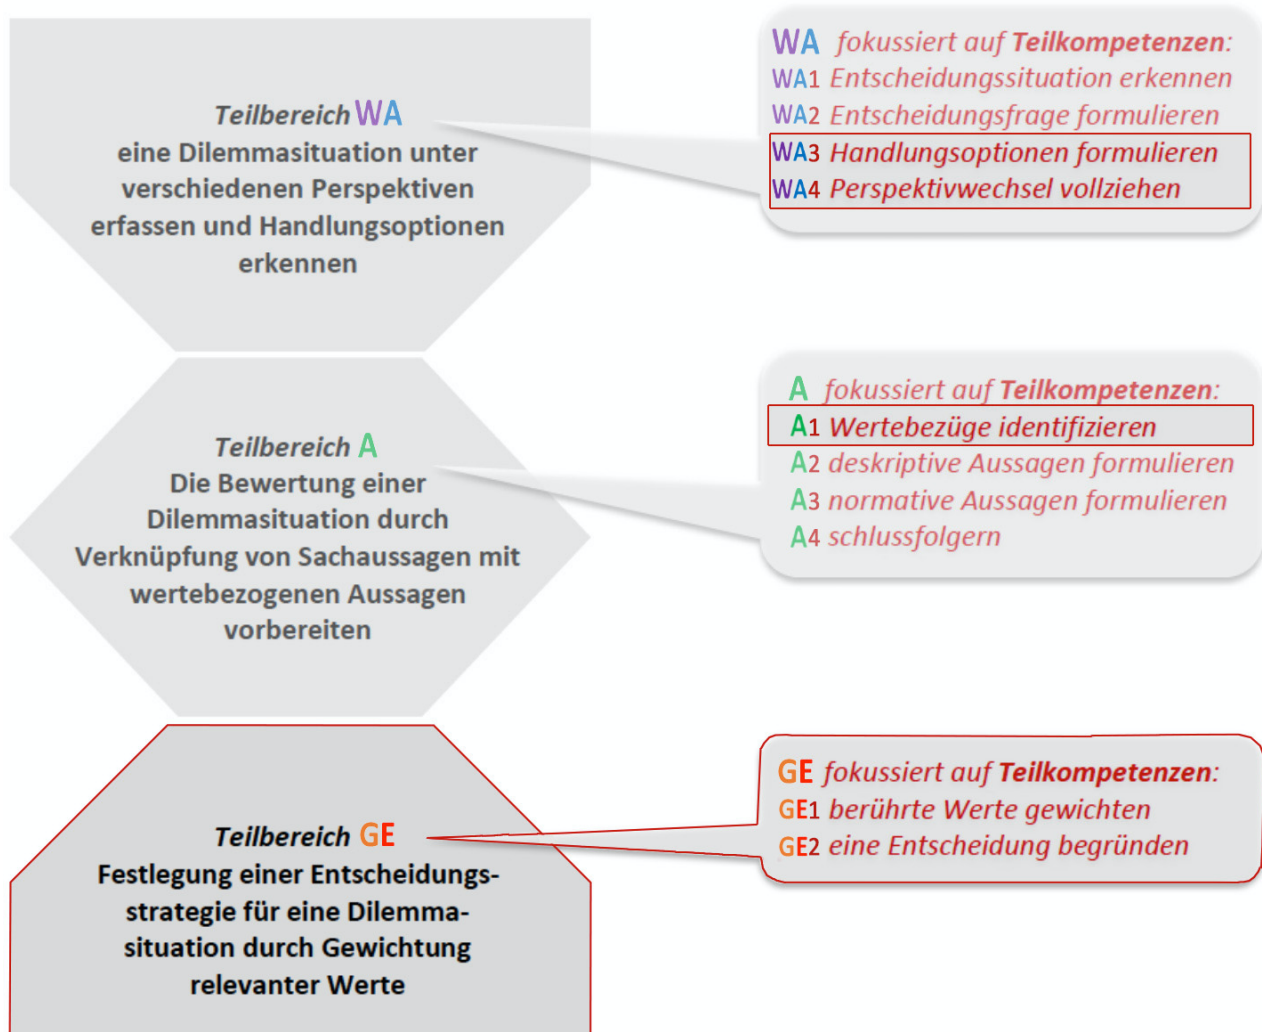 Teilbereich WA
eine Dilemmasituation unter
verschiedenen Perspektiven
erfassen und Handlungsoptionen
erkennen
WA fokussiert auf Teilkompetenzen:
WA1 Entscheidungssituation erkennen
WA2 Entscheidungsfrage formulieren
WA3 Handlungsoptionen formulieren
WA4 Perspektivwechsel vollziehen
Teilbereich A
Die Bewertung einer
Dilemmasituation durch
Verknüpfung von Sachaussagen mit
wertebezogenen Aussagen
vorbereiten
A fokussiert auf Teilkompetenzen:
A1 Wertebezüge identifizieren
A2 deskriptive Aussagen formulieren
A3 normative Aussagen formulieren
A4 schlussfolgern
Teilbereich GE
Festlegung einer Entscheidungs-
strategie für eine Dilemma-
situation durch Gewichtung
relevanter Werte
GE fokussiert auf Teilkompetenzen:
GE1 berührte Werte gewichten
GE2 eine Entscheidung begründen